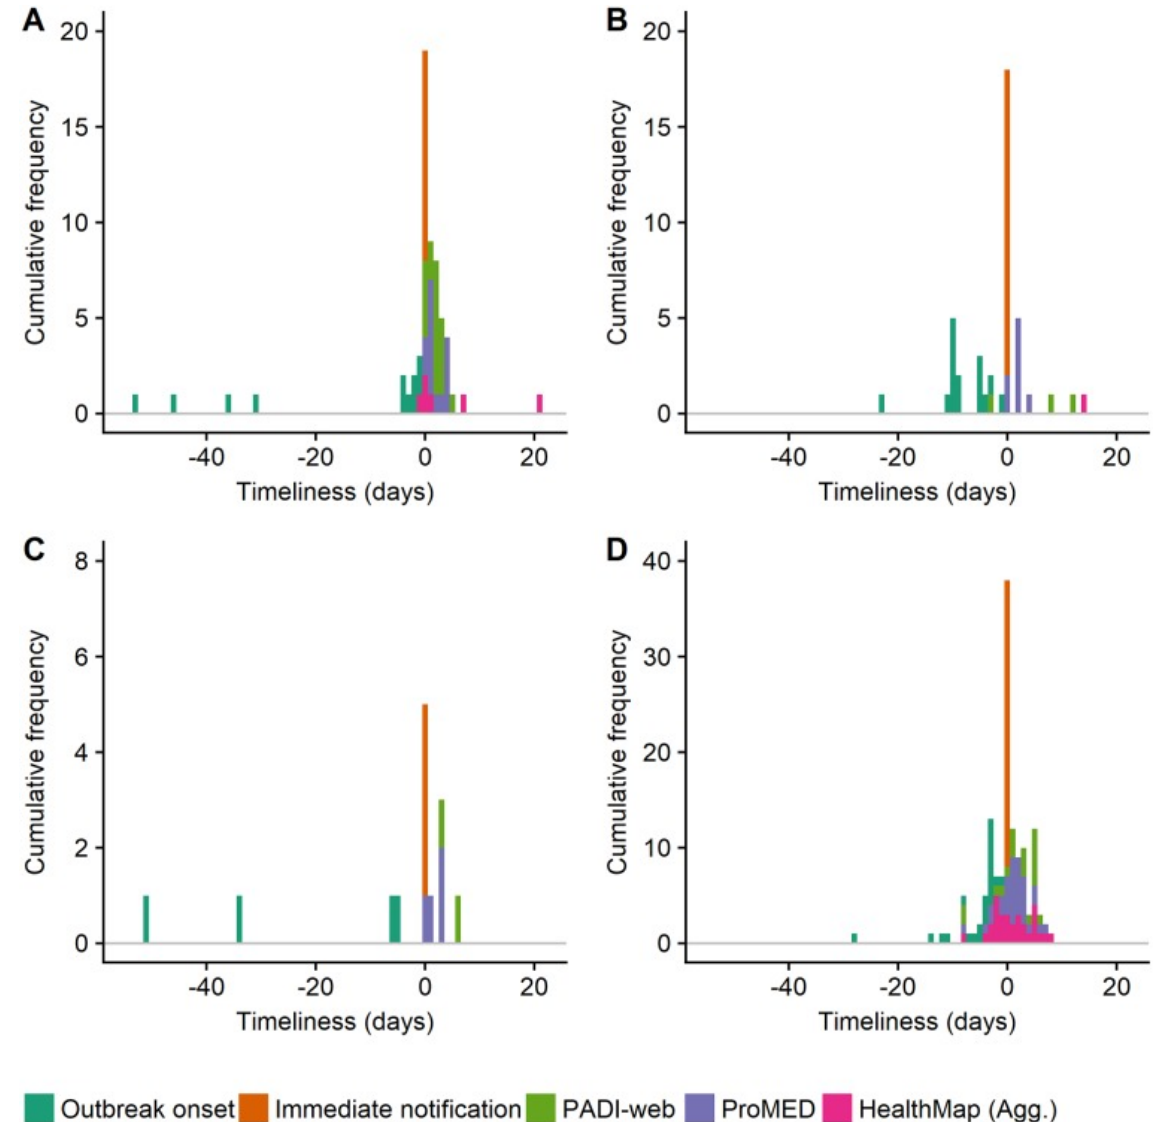 A
Cumulative frequency
20
15
10
5
0
-40 -20 0 20
Timeliness (days)
B
Cumulative frequency
20
15
10
5
0
-40 -20 0 20
Timeliness (days)
C
Cumulative frequency
8
6
4
2
0
-40 -20 0 20
Timeliness (days)
D
Cumulative frequency
40
30
20
10
0
-40 -20 0 20
Timeliness (days)
Outbreak onset Immediate notification PADI-web ProMED HealthMap (Agg.)